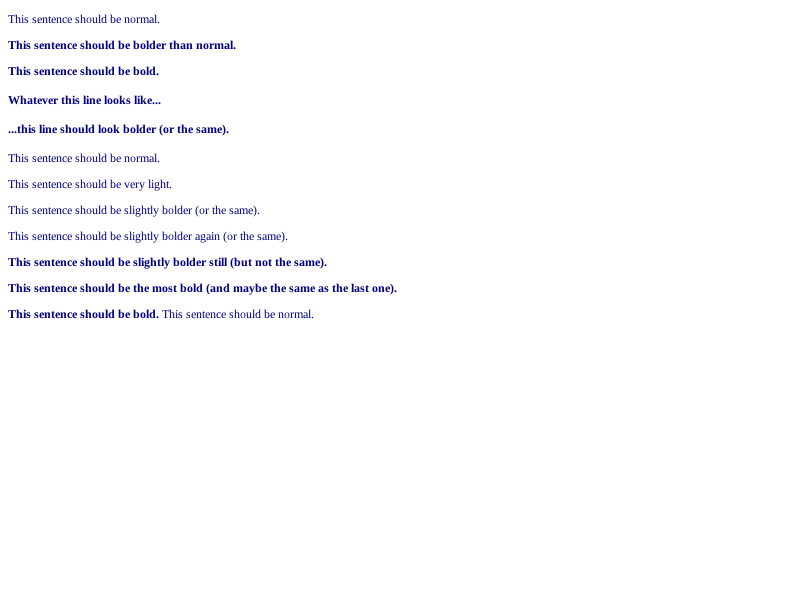 This sentence should be normal.
This sentence should be bolder than normal.
This sentence should be bold.
Whatever this line looks like...
...this line should look bolder (or the same).
This sentence should be normal.
This sentence should be very light.
This sentence should be slightly bolder (or the same).
This sentence should be slightly bolder again (or the same).
This sentence should be slightly bolder still (but not the same).
This sentence should be the most bold (and maybe the same as the last one).
This sentence should be bold. This sentence should be normal.